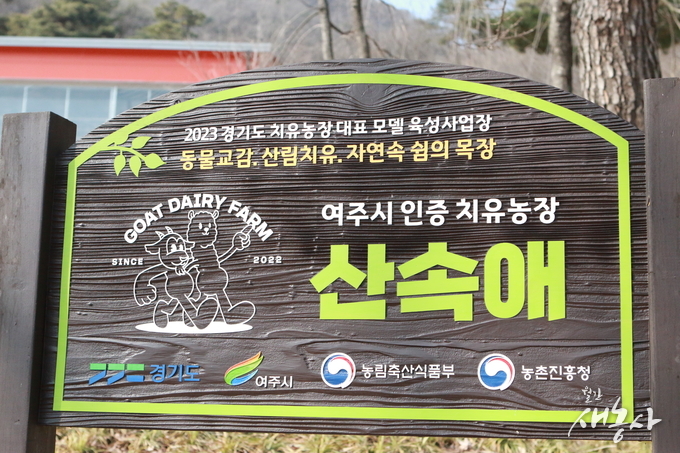 2023 경기도 치유농장 대표 모델 육성사업장
동물교감. 산림치유. 자연속 쉼의 목장
GOAT DAIRY FARM
SINCE 2022
여주시 인증 치유농장
산속애
경기도
여주시
농림축산식품부
농촌진흥청
월간
새농사